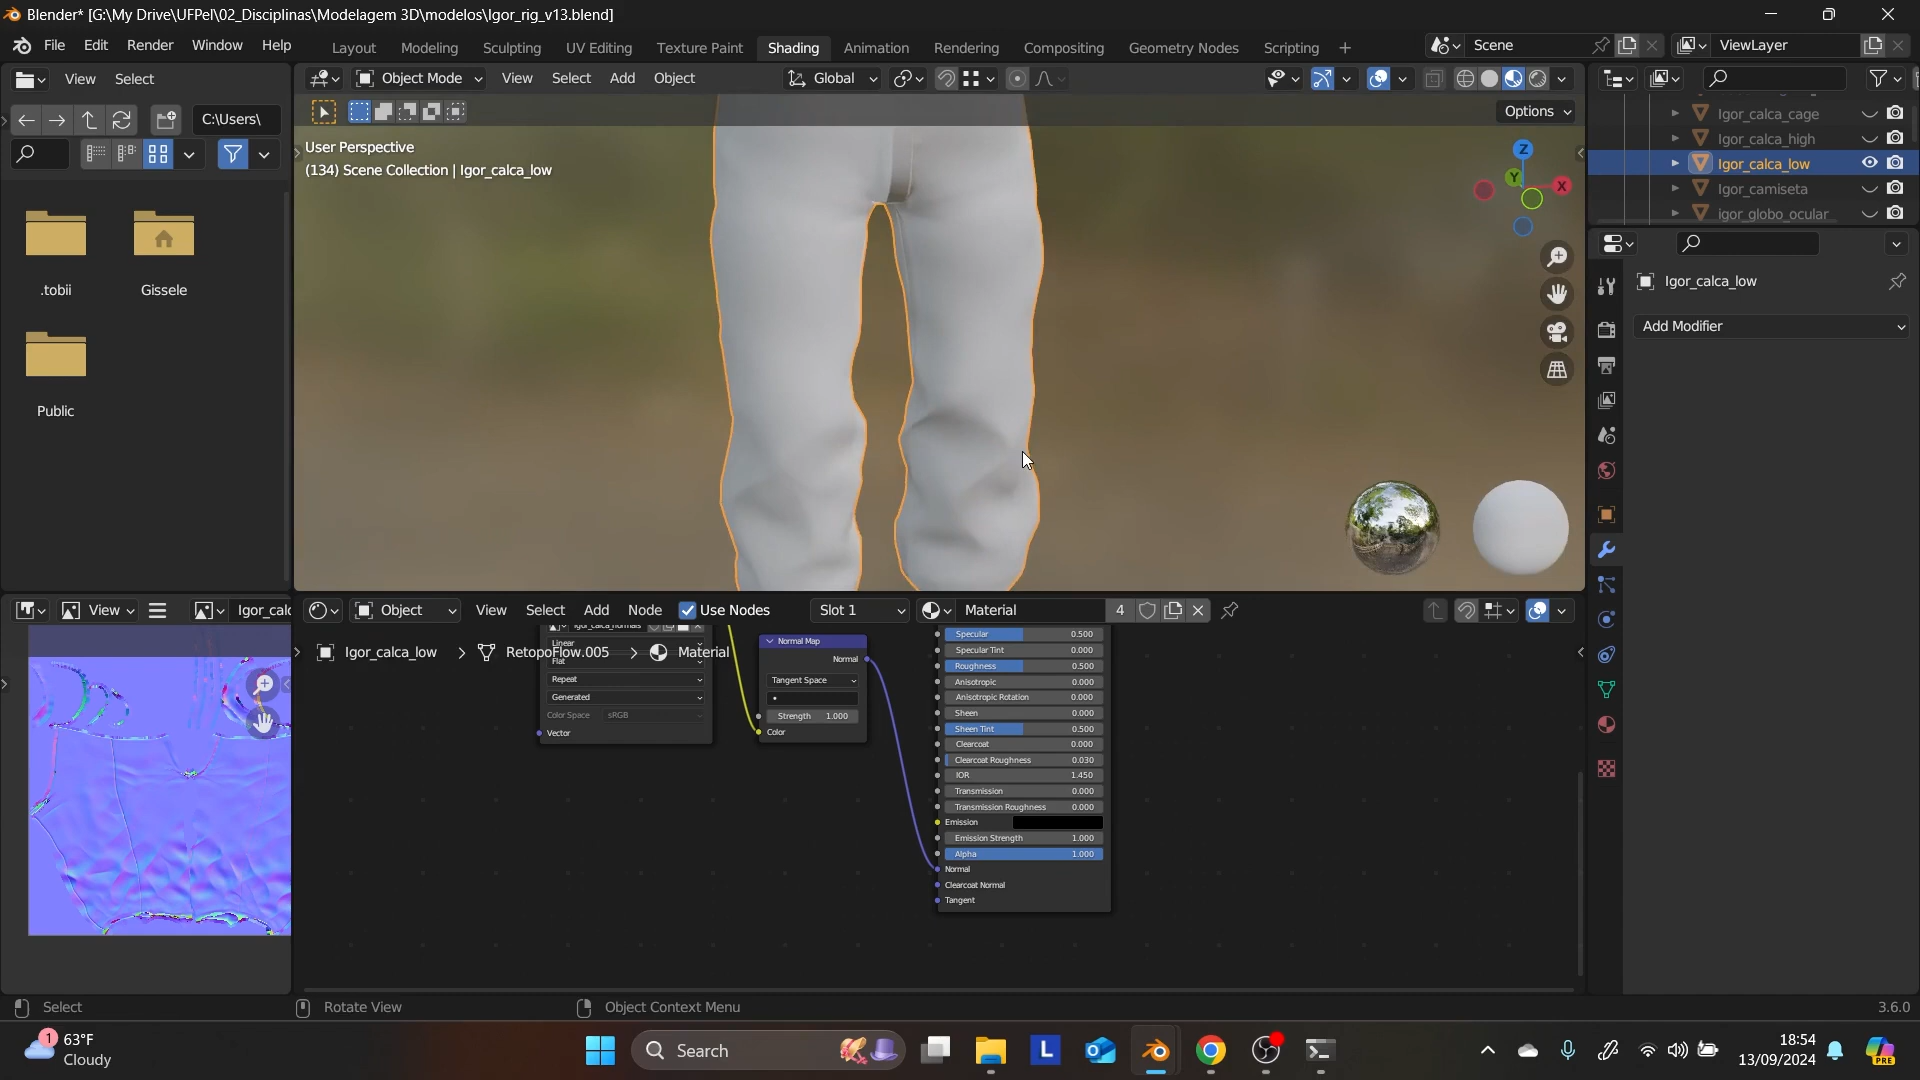 Blender* [G:\My Drive\UFPel\02_Disciplinas\Modelagem 3D\modelos\Igor_rig_v13.blend]
File Edit Render Window Help Layout Modeling Sculpting UV Editing Texture Paint Shading Animation Rendering Compositing Geometry Nodes Scripting + Scene ViewLayer
View Select Object Mode View Select Add Object Global
C:\Users\ Options
User Perspective
(134) Scene Collection | Igor_calca_low
Z
Y
X
.tobii Gissele
Public
Igor_calca_cage
Igor_calca_high
Igor_calca_low
Igor_camiseta
igor_globo_ocular
Igor_calca_low
Add Modifier
View Igor_calc Object View Select Add Node Use Nodes Slot 1 Material 4
Igor_calca_low > RetopoFlow.005 > Material
Igor_calca_normals
Linear
Flat
Repeat
Generated
Color Space sRGB
Vector
Normal Map
Normal
Tangent Space
Strength 1.000
Color
Specular 0.500
Specular Tint 0.000
Roughness 0.500
Anisotropic 0.000
Anisotropic Rotation 0.000
Sheen 0.000
Sheen Tint 0.500
Clearcoat 0.000
Clearcoat Roughness 0.030
IOR 1.450
Transmission 0.000
Transmission Roughness 0.000
Emission
Emission Strength 1.000
Alpha 1.000
Normal
Clearcoat Normal
Tangent
Select Rotate View Object Context Menu 3.6.0
1
63°F
Cloudy
Search
L
18:54
13/09/2024
PRE